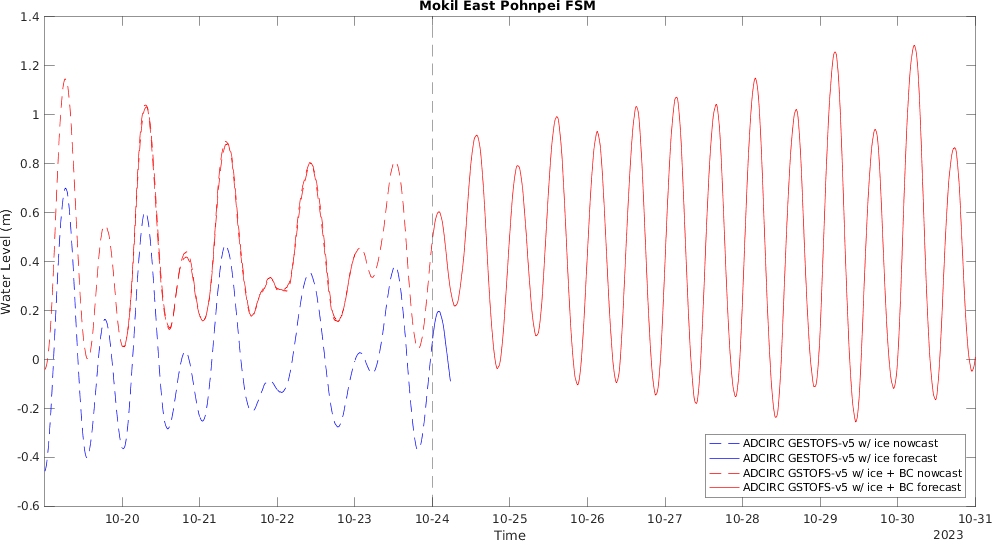 Mokil East Pohnpei FSM
1.4
1.2
1
0.8
0.6
0.4
0.2
0
-0.2
-0.4
-0.6
Water Level (m)
ADCIRC GESTOFS-v5 w/ ice nowcast
ADCIRC GESTOFS-v5 w/ ice forecast
ADCIRC GSTOFS-v5 w/ ice + BC nowcast
ADCIRC GSTOFS-v5 w/ ice + BC forecast
10-20 10-21 10-22 10-23 10-24 10-25 10-26 10-27 10-28 10-29 10-30 10-31
Time
2023